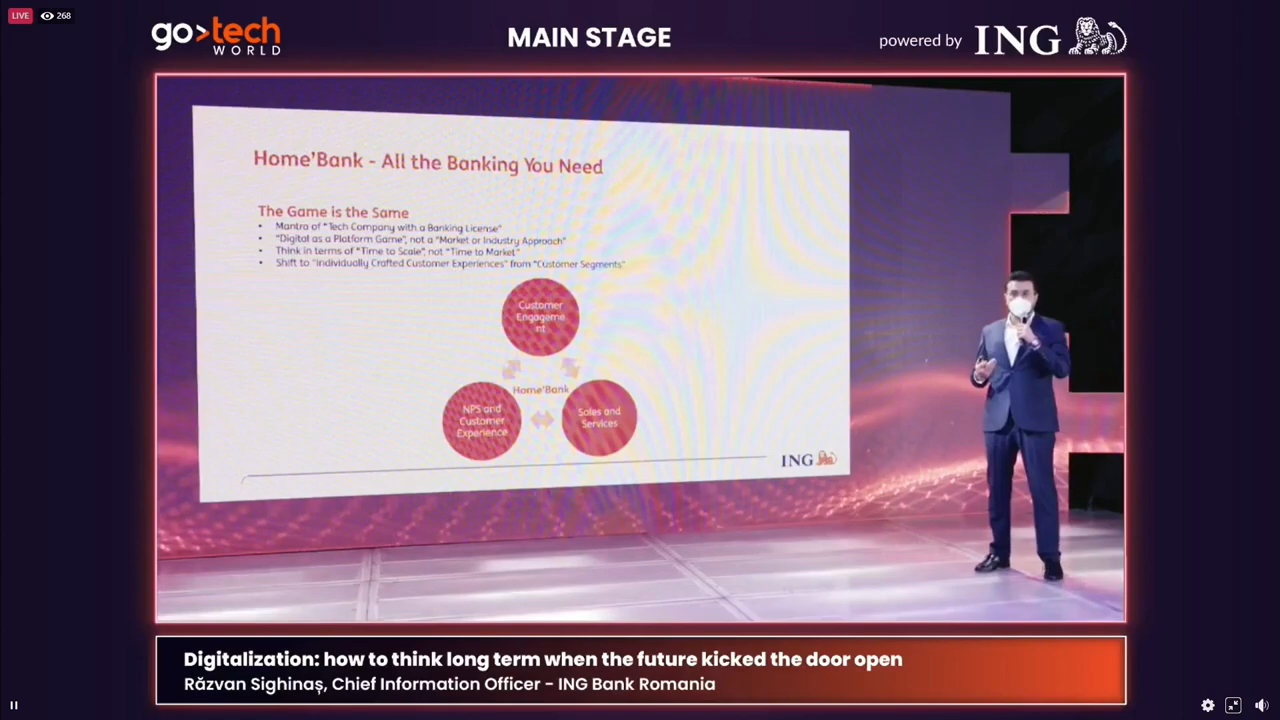 LIVE 268
go>tech
WORLD
MAIN STAGE
powered by ING
Home'Bank - All the Banking You Need
The Game is the Same
• Mantra of "Tech Company with a Banking License"
• "Digital as a Platform Game", not a "Market or Industry Approach"
• Think in terms of "Time to Scale", not "Time to Market"
• Shift to "Individually Crafted Customer Experiences" from "Customer Segments"
Customer
Engageme
nt
Home'Bank
NPS and
Customer
Experience
Sales and
Services
ING
Digitalization: how to think long term when the future kicked the door open
Răzvan Sighinaș, Chief Information Officer - ING Bank Romania